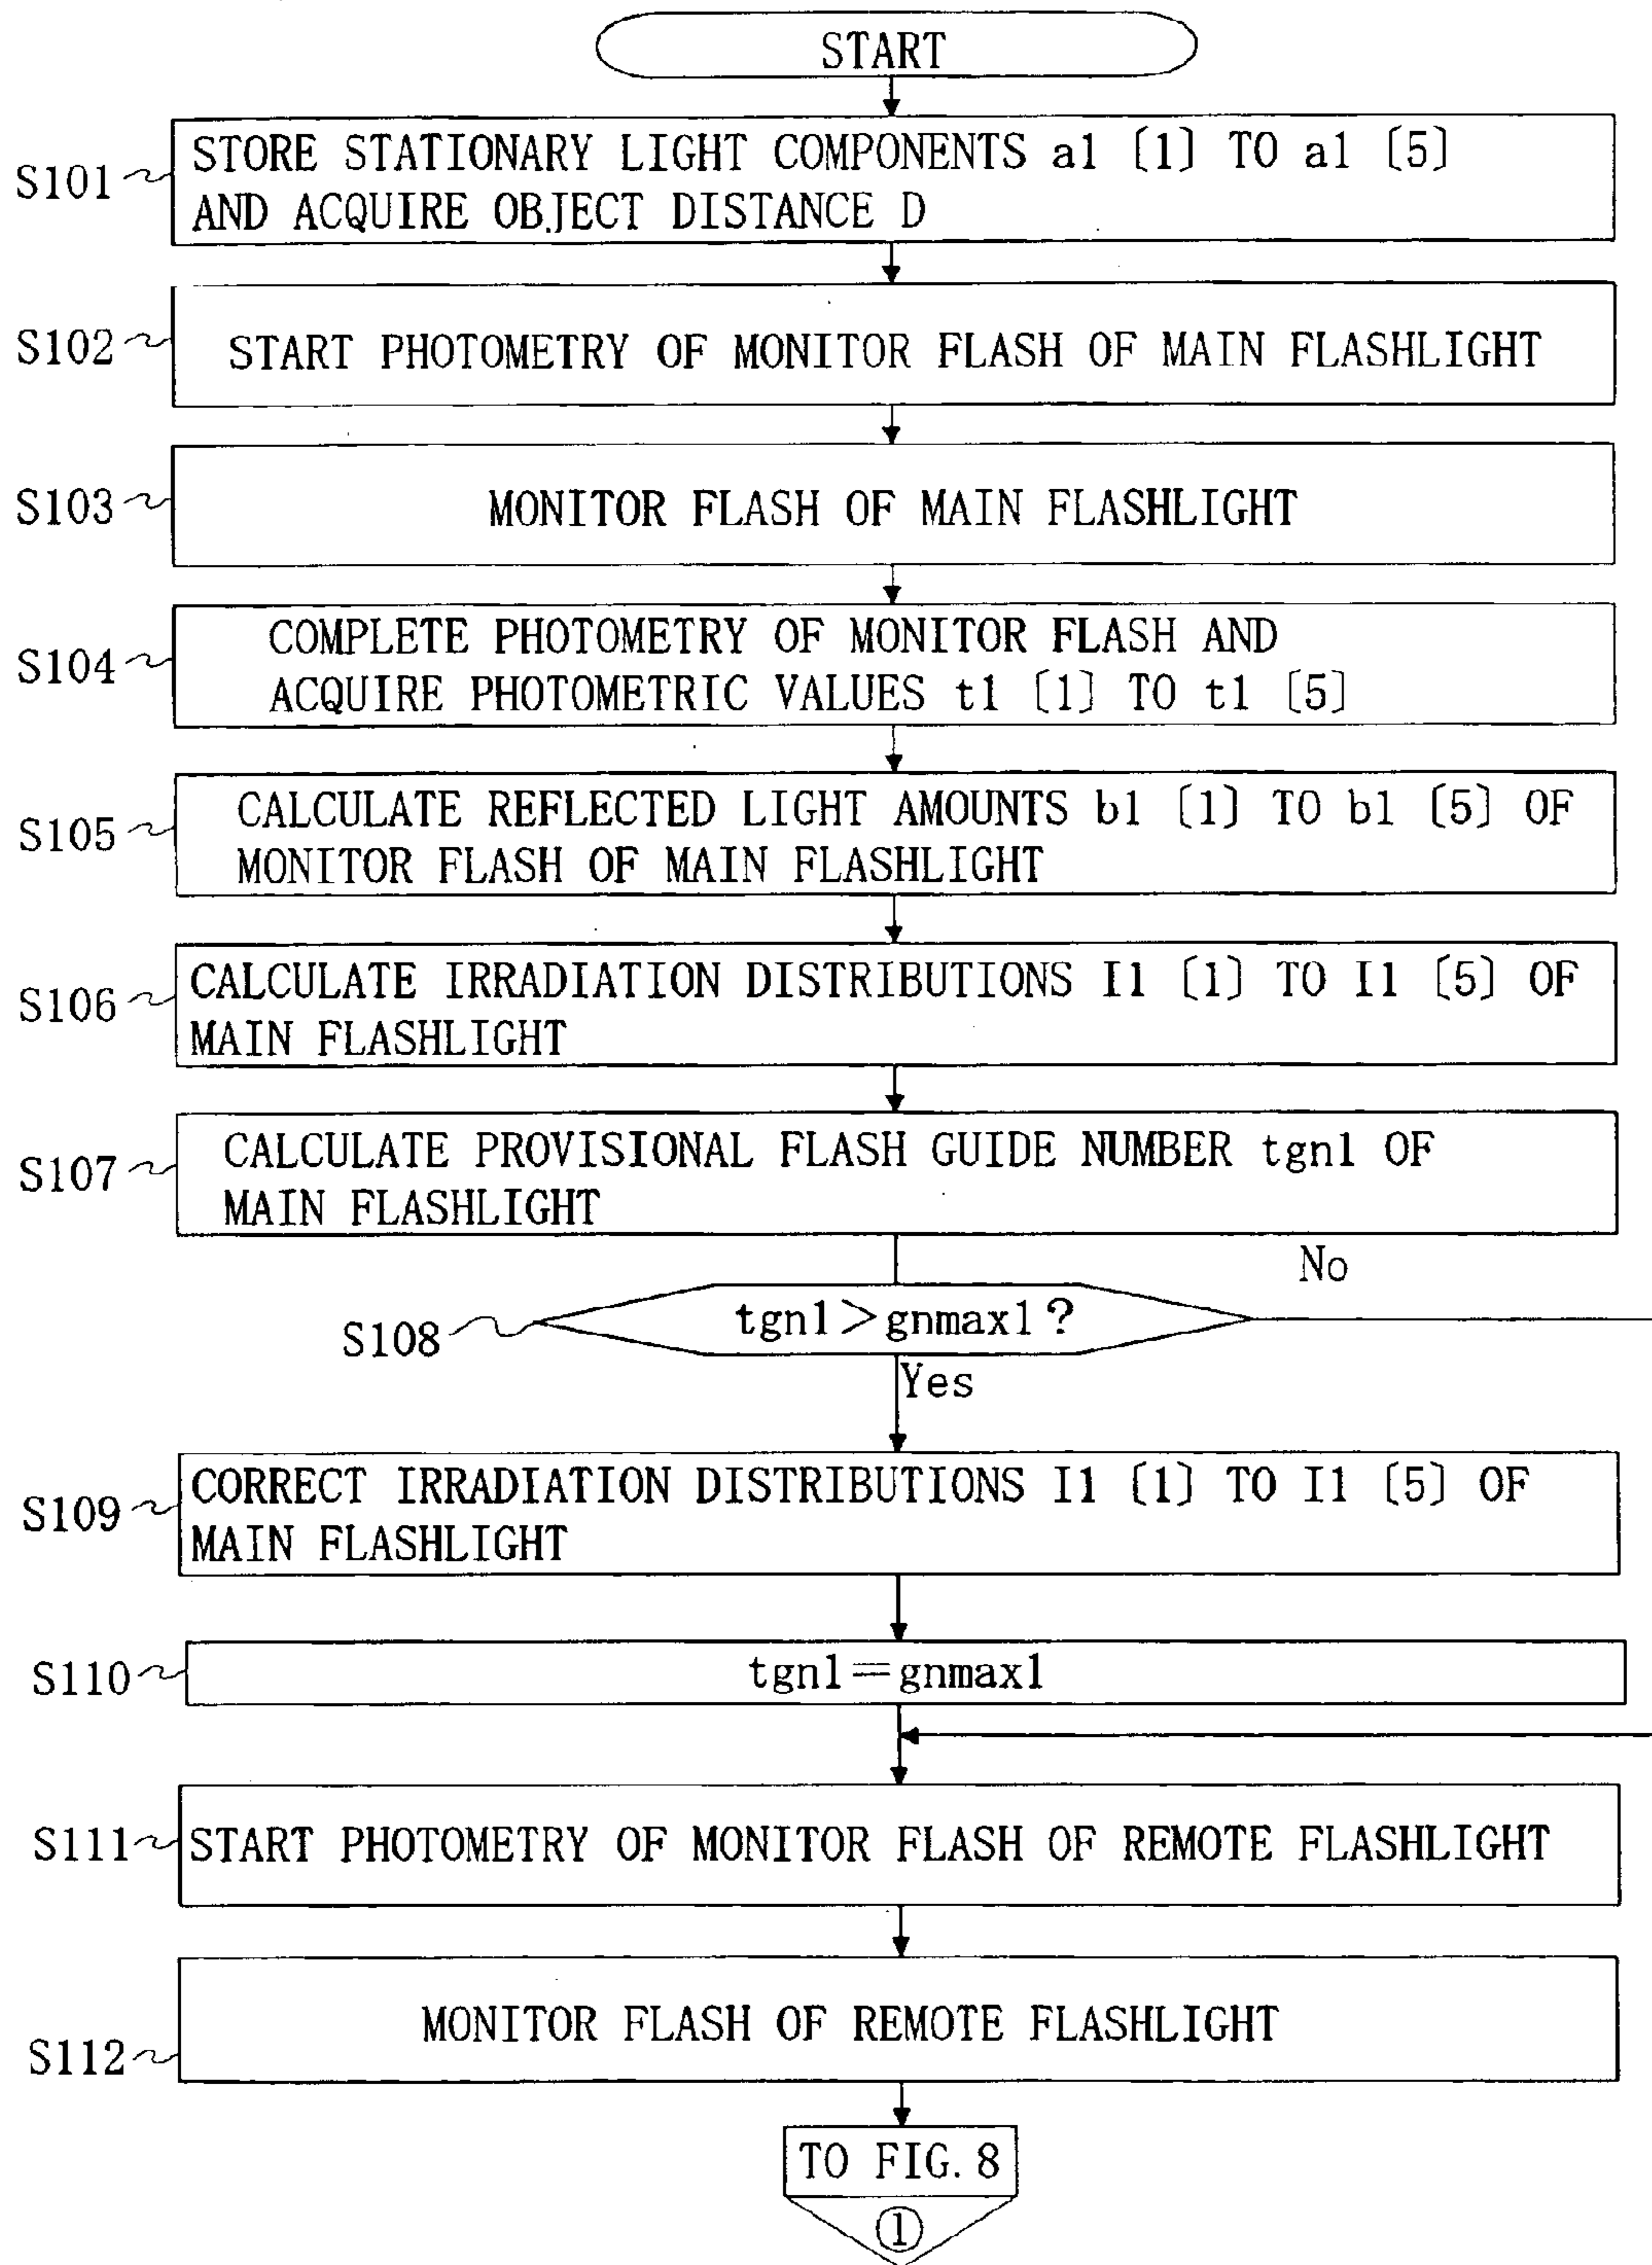 START
S101
STORE STATIONARY LIGHT COMPONENTS a1 [1] TO a1 [5]
AND ACQUIRE OBJECT DISTANCE D
S102
START PHOTOMETRY OF MONITOR FLASH OF MAIN FLASHLIGHT
S103
MONITOR FLASH OF MAIN FLASHLIGHT
S104
COMPLETE PHOTOMETRY OF MONITOR FLASH AND
ACQUIRE PHOTOMETRIC VALUES t1 [1] TO t1 [5]
S105
CALCULATE REFLECTED LIGHT AMOUNTS b1 [1] TO b1 [5] OF
MONITOR FLASH OF MAIN FLASHLIGHT
S106
CALCULATE IRRADIATION DISTRIBUTIONS I1 [1] TO I1 [5] OF
MAIN FLASHLIGHT
S107
CALCULATE PROVISIONAL FLASH GUIDE NUMBER tgn1 OF
MAIN FLASHLIGHT
No
S108
tgn1>gnmax1?
Yes
S109
CORRECT IRRADIATION DISTRIBUTIONS I1 [1] TO I1 [5] OF
MAIN FLASHLIGHT
S110
tgn1=gnmax1
S111
START PHOTOMETRY OF MONITOR FLASH OF REMOTE FLASHLIGHT
S112
MONITOR FLASH OF REMOTE FLASHLIGHT
TO FIG. 8
①